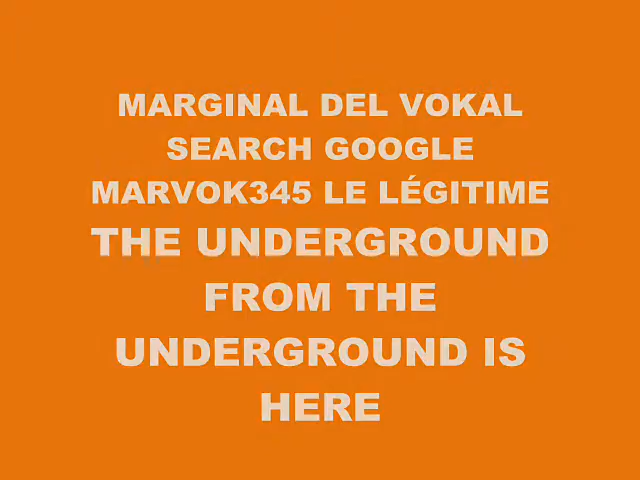 MARGINAL DEL VOKAL
SEARCH GOOGLE
MARVOK345 LE LÉGITIME
THE UNDERGROUND
FROM THE
UNDERGROUND IS
HERE